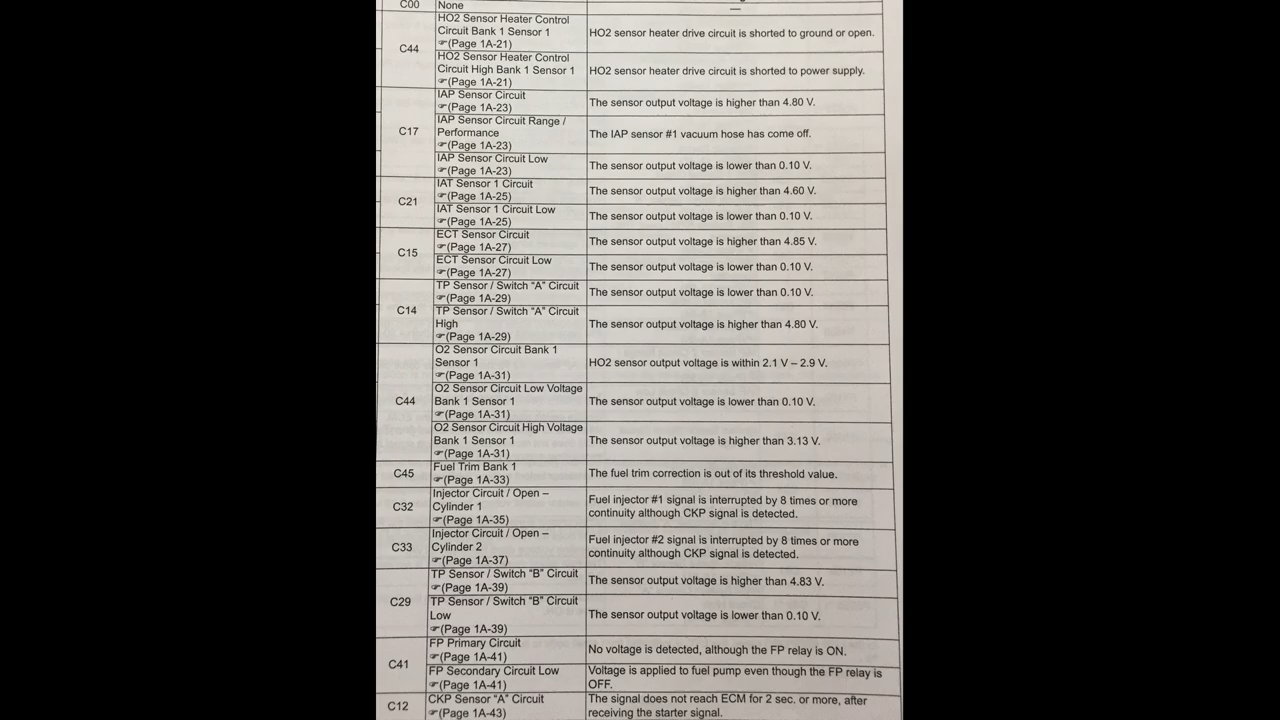 C00 None —
HO2 Sensor Heater Control
Circuit Bank 1 Sensor 1
☞(Page 1A-21)
HO2 sensor heater drive circuit is shorted to ground or open.
C44
HO2 Sensor Heater Control
Circuit High Bank 1 Sensor 1
☞(Page 1A-21)
HO2 sensor heater drive circuit is shorted to power supply.
IAP Sensor Circuit
☞(Page 1A-23)
The sensor output voltage is higher than 4.80 V.
C17
IAP Sensor Circuit Range /
Performance
☞(Page 1A-23)
The IAP sensor #1 vacuum hose has come off.
IAP Sensor Circuit Low
☞(Page 1A-23)
The sensor output voltage is lower than 0.10 V.
C21
IAT Sensor 1 Circuit
☞(Page 1A-25)
The sensor output voltage is higher than 4.60 V.
IAT Sensor 1 Circuit Low
☞(Page 1A-25)
The sensor output voltage is lower than 0.10 V.
C15
ECT Sensor Circuit
☞(Page 1A-27)
The sensor output voltage is higher than 4.85 V.
ECT Sensor Circuit Low
☞(Page 1A-27)
The sensor output voltage is lower than 0.10 V.
C14
TP Sensor / Switch “A” Circuit
☞(Page 1A-29)
The sensor output voltage is lower than 0.10 V.
TP Sensor / Switch “A” Circuit
High
☞(Page 1A-29)
The sensor output voltage is higher than 4.80 V.
O2 Sensor Circuit Bank 1
Sensor 1
☞(Page 1A-31)
HO2 sensor output voltage is within 2.1 V – 2.9 V.
C44
O2 Sensor Circuit Low Voltage
Bank 1 Sensor 1
☞(Page 1A-31)
The sensor output voltage is lower than 0.10 V.
O2 Sensor Circuit High Voltage
Bank 1 Sensor 1
☞(Page 1A-31)
The sensor output voltage is higher than 3.13 V.
C45
Fuel Trim Bank 1
☞(Page 1A-33)
The fuel trim correction is out of its threshold value.
C32
Injector Circuit / Open –
Cylinder 1
☞(Page 1A-35)
Fuel injector #1 signal is interrupted by 8 times or more
continuity although CKP signal is detected.
C33
Injector Circuit / Open –
Cylinder 2
☞(Page 1A-37)
Fuel injector #2 signal is interrupted by 8 times or more
continuity although CKP signal is detected.
C29
TP Sensor / Switch “B” Circuit
☞(Page 1A-39)
The sensor output voltage is higher than 4.83 V.
TP Sensor / Switch “B” Circuit
Low
☞(Page 1A-39)
The sensor output voltage is lower than 0.10 V.
C41
FP Primary Circuit
☞(Page 1A-41)
No voltage is detected, although the FP relay is ON.
FP Secondary Circuit Low
☞(Page 1A-41)
Voltage is applied to fuel pump even though the FP relay is
OFF.
C12
CKP Sensor “A” Circuit
☞(Page 1A-43)
The signal does not reach ECM for 2 sec. or more, after
receiving the starter signal.